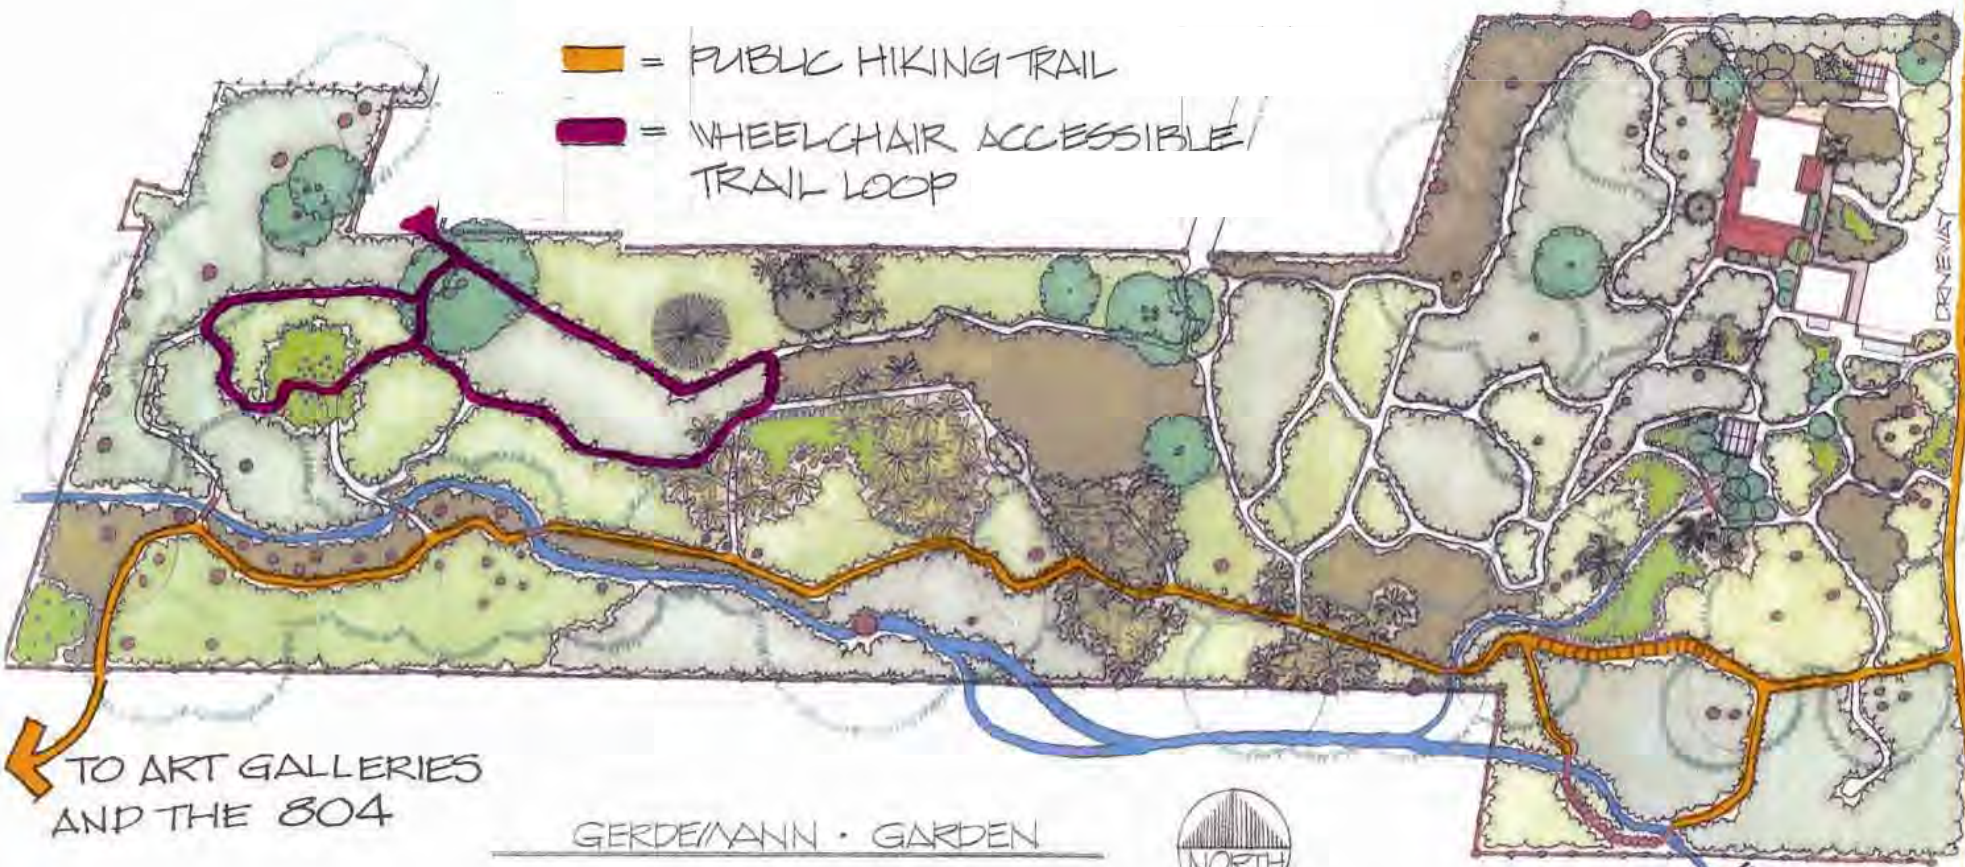 = PUBLIC HIKING TRAIL
= WHEELCHAIR ACCESSIBLE
TRAIL LOOP
DRIVEWAY
TO ART GALLERIES
AND THE 804
GERDEMANN · GARDEN
NORTH